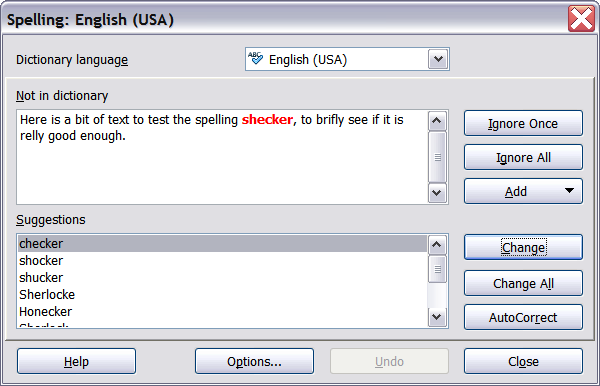 Spelling: English (USA)
Dictionary language
ABC English (USA)
Not in dictionary
Here is a bit of text to test the spelling shecker, to brifly see if it is
relly good enough.
Ignore Once
Ignore All
Add
Suggestions
checker
shocker
shucker
Sherlocke
Honecker
Sherlock
Change
Change All
AutoCorrect
Help
Options...
Undo
Close